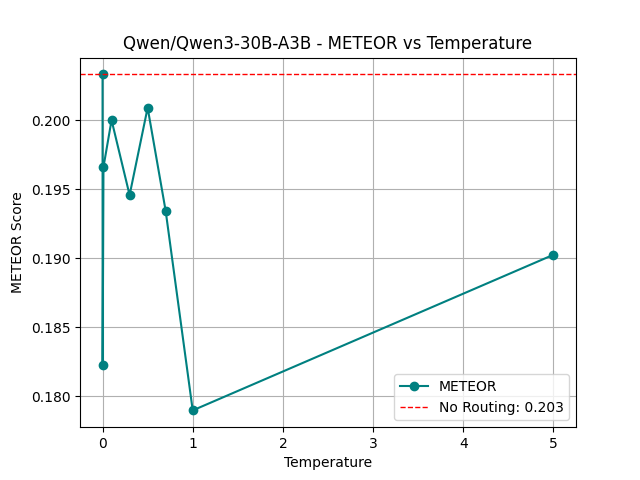 Qwen/Qwen3-30B-A3B - METEOR vs Temperature
METEOR Score
0.200
0.195
0.190
0.185
0.180
0
1
2
3
4
5
Temperature
METEOR
No Routing: 0.203